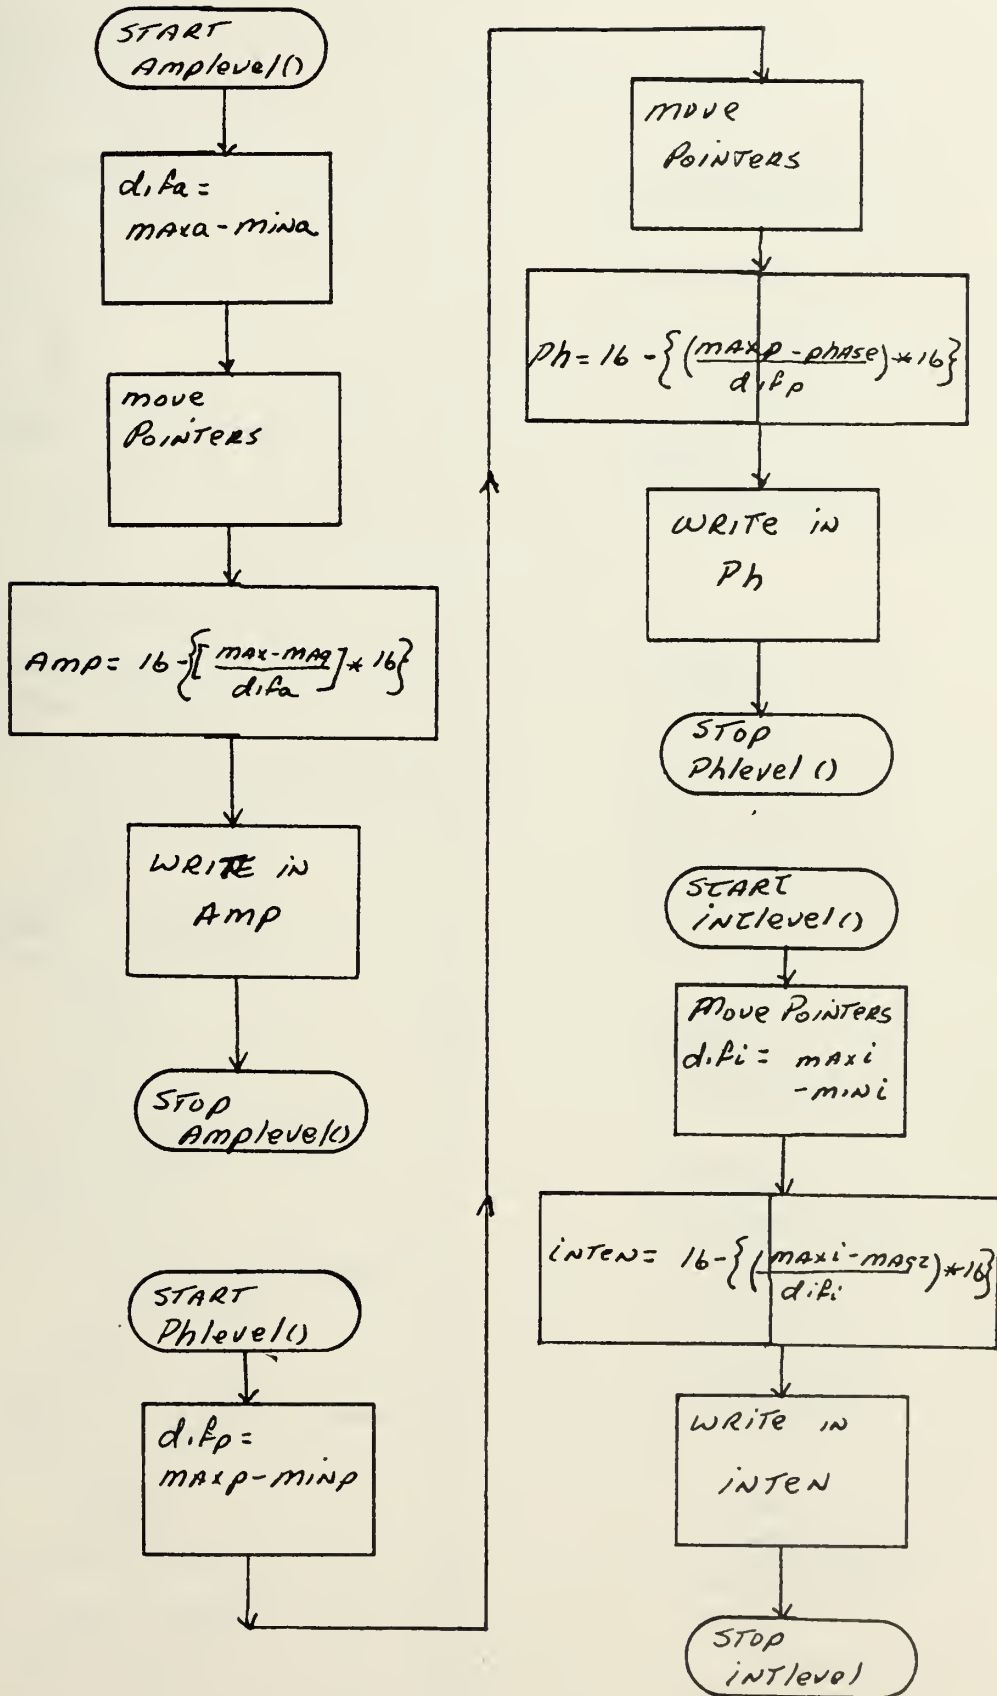 START
Amplevel()
difa =
maxa - mina
move
Pointers
Amp = 16 - {[ max - mag / difa ] * 16}
WRITE in
Amp
STOP
Amplevel()
START
Phlevel()
difp =
maxp - minp
move
Pointers
Ph = 16 - {( maxp - phase / difp ) * 16}
WRITE in
Ph
STOP
Phlevel()
START
intlevel()
Move Pointers
difi = maxi
- mini
inten = 16 - {( maxi - mag2 / difi ) * 16}
WRITE in
inten
STOP
intlevel